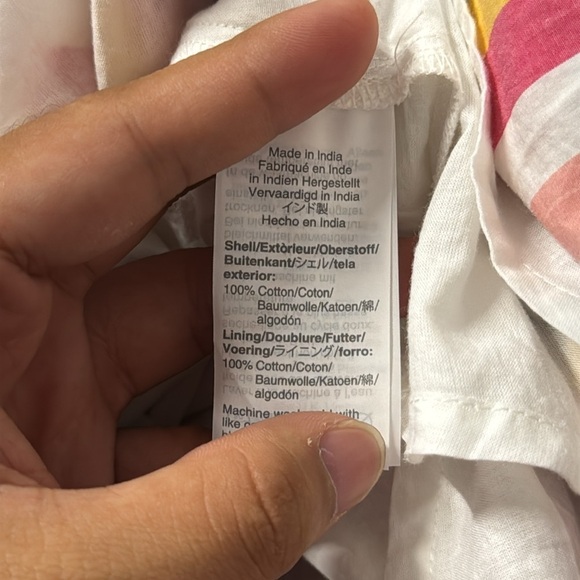 Made in India
Fabriqué en Inde
in Indien Hergestellt
Vervaardigd in India
インド製
Hecho en India
Shell/Extérieur/Oberstoff/
Buitenkant/シェル/tela
exterior:
100% Cotton/Coton/
Baumwolle/Katoen/綿/
algodón
Lining/Doublure/Futter/
Voering/ライニング/forro:
100% Cotton/Coton/
Baumwolle/Katoen/綿/
algodón
Machine with
like